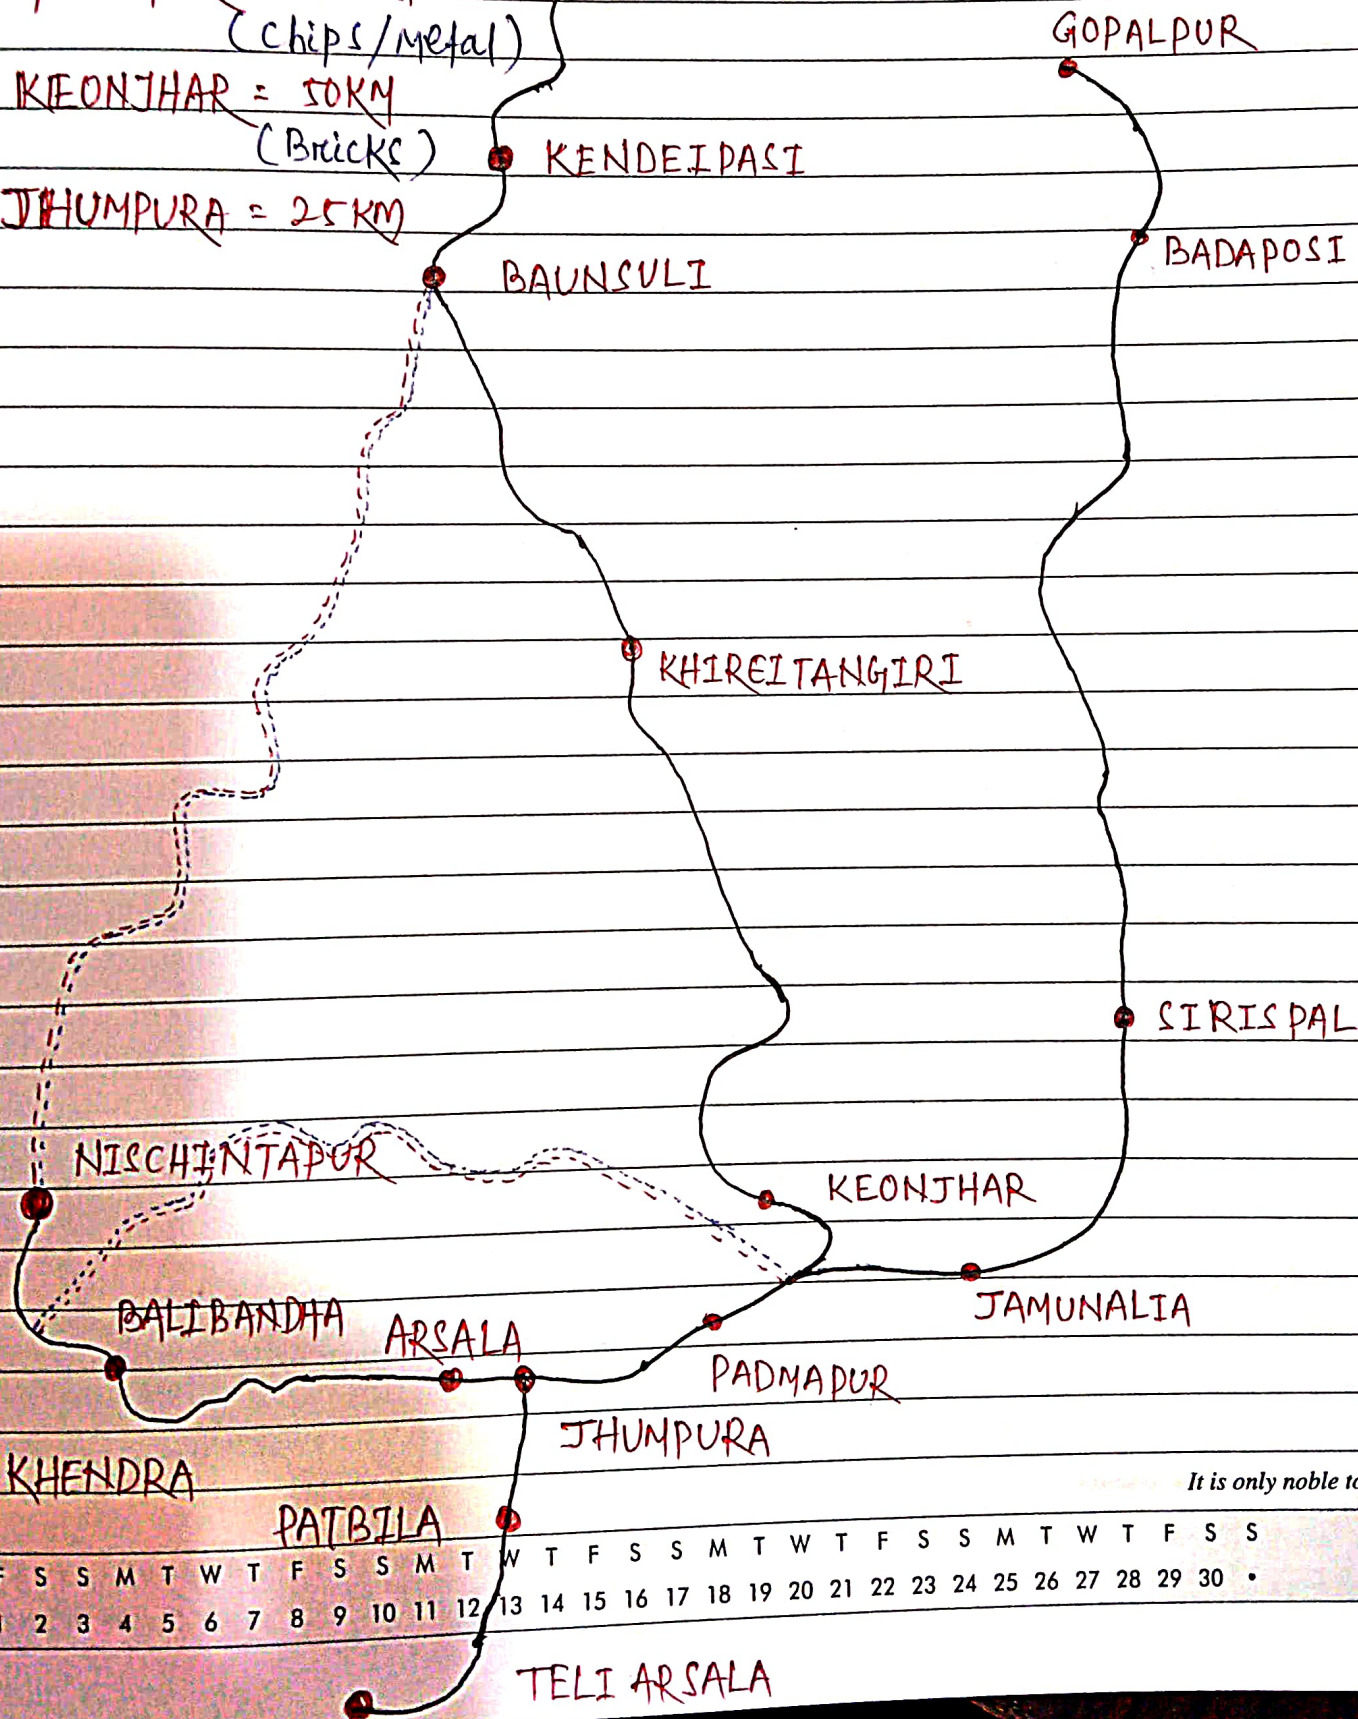 (Chips/Metal)
GOPALPUR
KEONJHAR = 50KM
(Bricks)
KENDEIPASI
JHUMPURA = 25KM
BADAPOSI
BAUNSULI
KHIREITANGIRI
SIRISPAL
NISCHINTAPUR
KEONJHAR
BALIBANDHA
JAMUNALIA
ARSALA
PADMAPUR
JHUMPURA
KHENDRA
It is only noble to
PATBILA
S S M T W T F S S M T W T F S S M T W T F S S M T W T F S S
2 3 4 5 6 7 8 9 10 11 12 13 14 15 16 17 18 19 20 21 22 23 24 25 26 27 28 29 30 •
TELI ARSALA